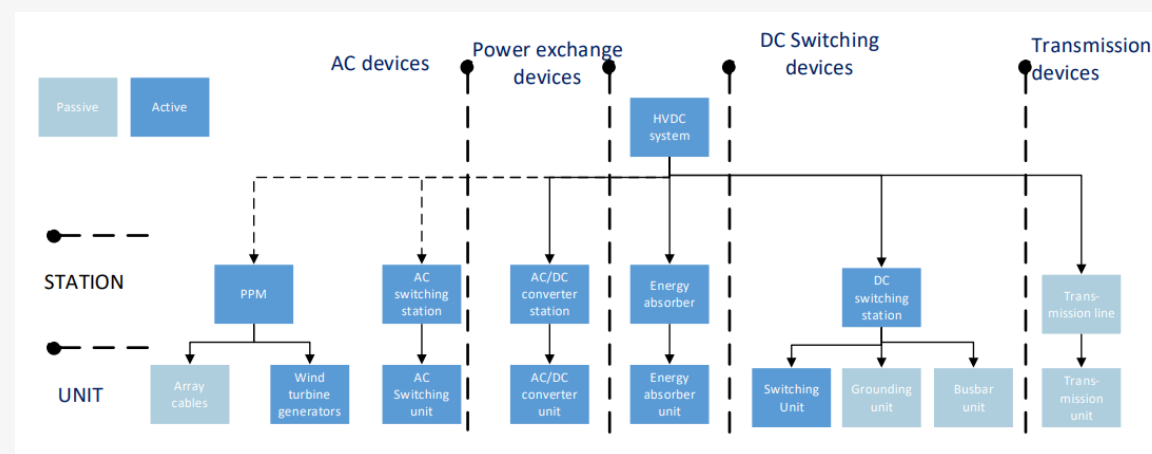 AC devices
Power exchange
devices
DC Switching
devices
Transmission
devices
Passive
Active
HVDC
system
STATION
PPM
AC
switching
station
AC/DC
converter
station
Energy
absorber
DC
switching
station
Trans-
mission line
UNIT
Array
cables
Wind
turbine
generators
AC
Switching
unit
AC/DC
converter
unit
Energy
absorber
unit
Switching
Unit
Grounding
unit
Busbar
unit
Trans-
mission
unit